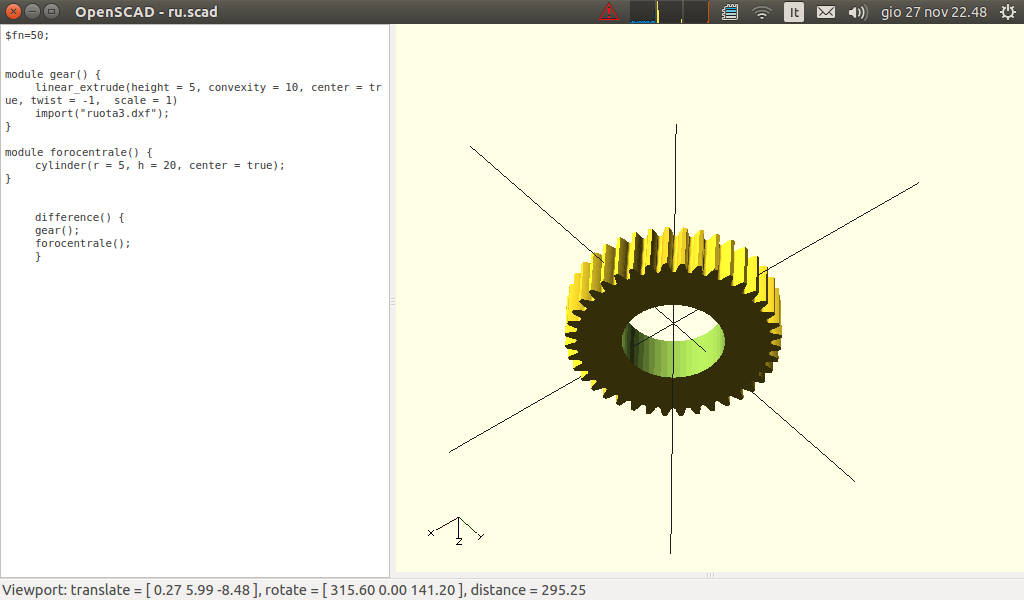 OpenSCAD - ru.scad
It
gio 27 nov 22.48
$fn=50;
module gear() {
linear_extrude(height = 5, convexity = 10, center = tr
ue, twist = -1,  scale = 1)
import("ruota3.dxf");
}
module forocentrale() {
cylinder(r = 5, h = 20, center = true);
}
difference() {
gear();
forocentrale();
}
x
y
z
Viewport: translate = [ 0.27 5.99 -8.48 ], rotate = [ 315.60 0.00 141.20 ], distance = 295.25